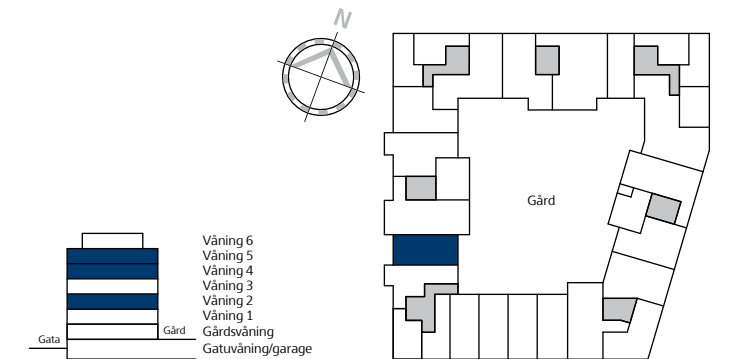 N
Gård
Våning 6
Våning 5
Våning 4
Våning 3
Våning 2
Våning 1
Gård
Gårdsvåning
Gata
Gatuvåning/garage